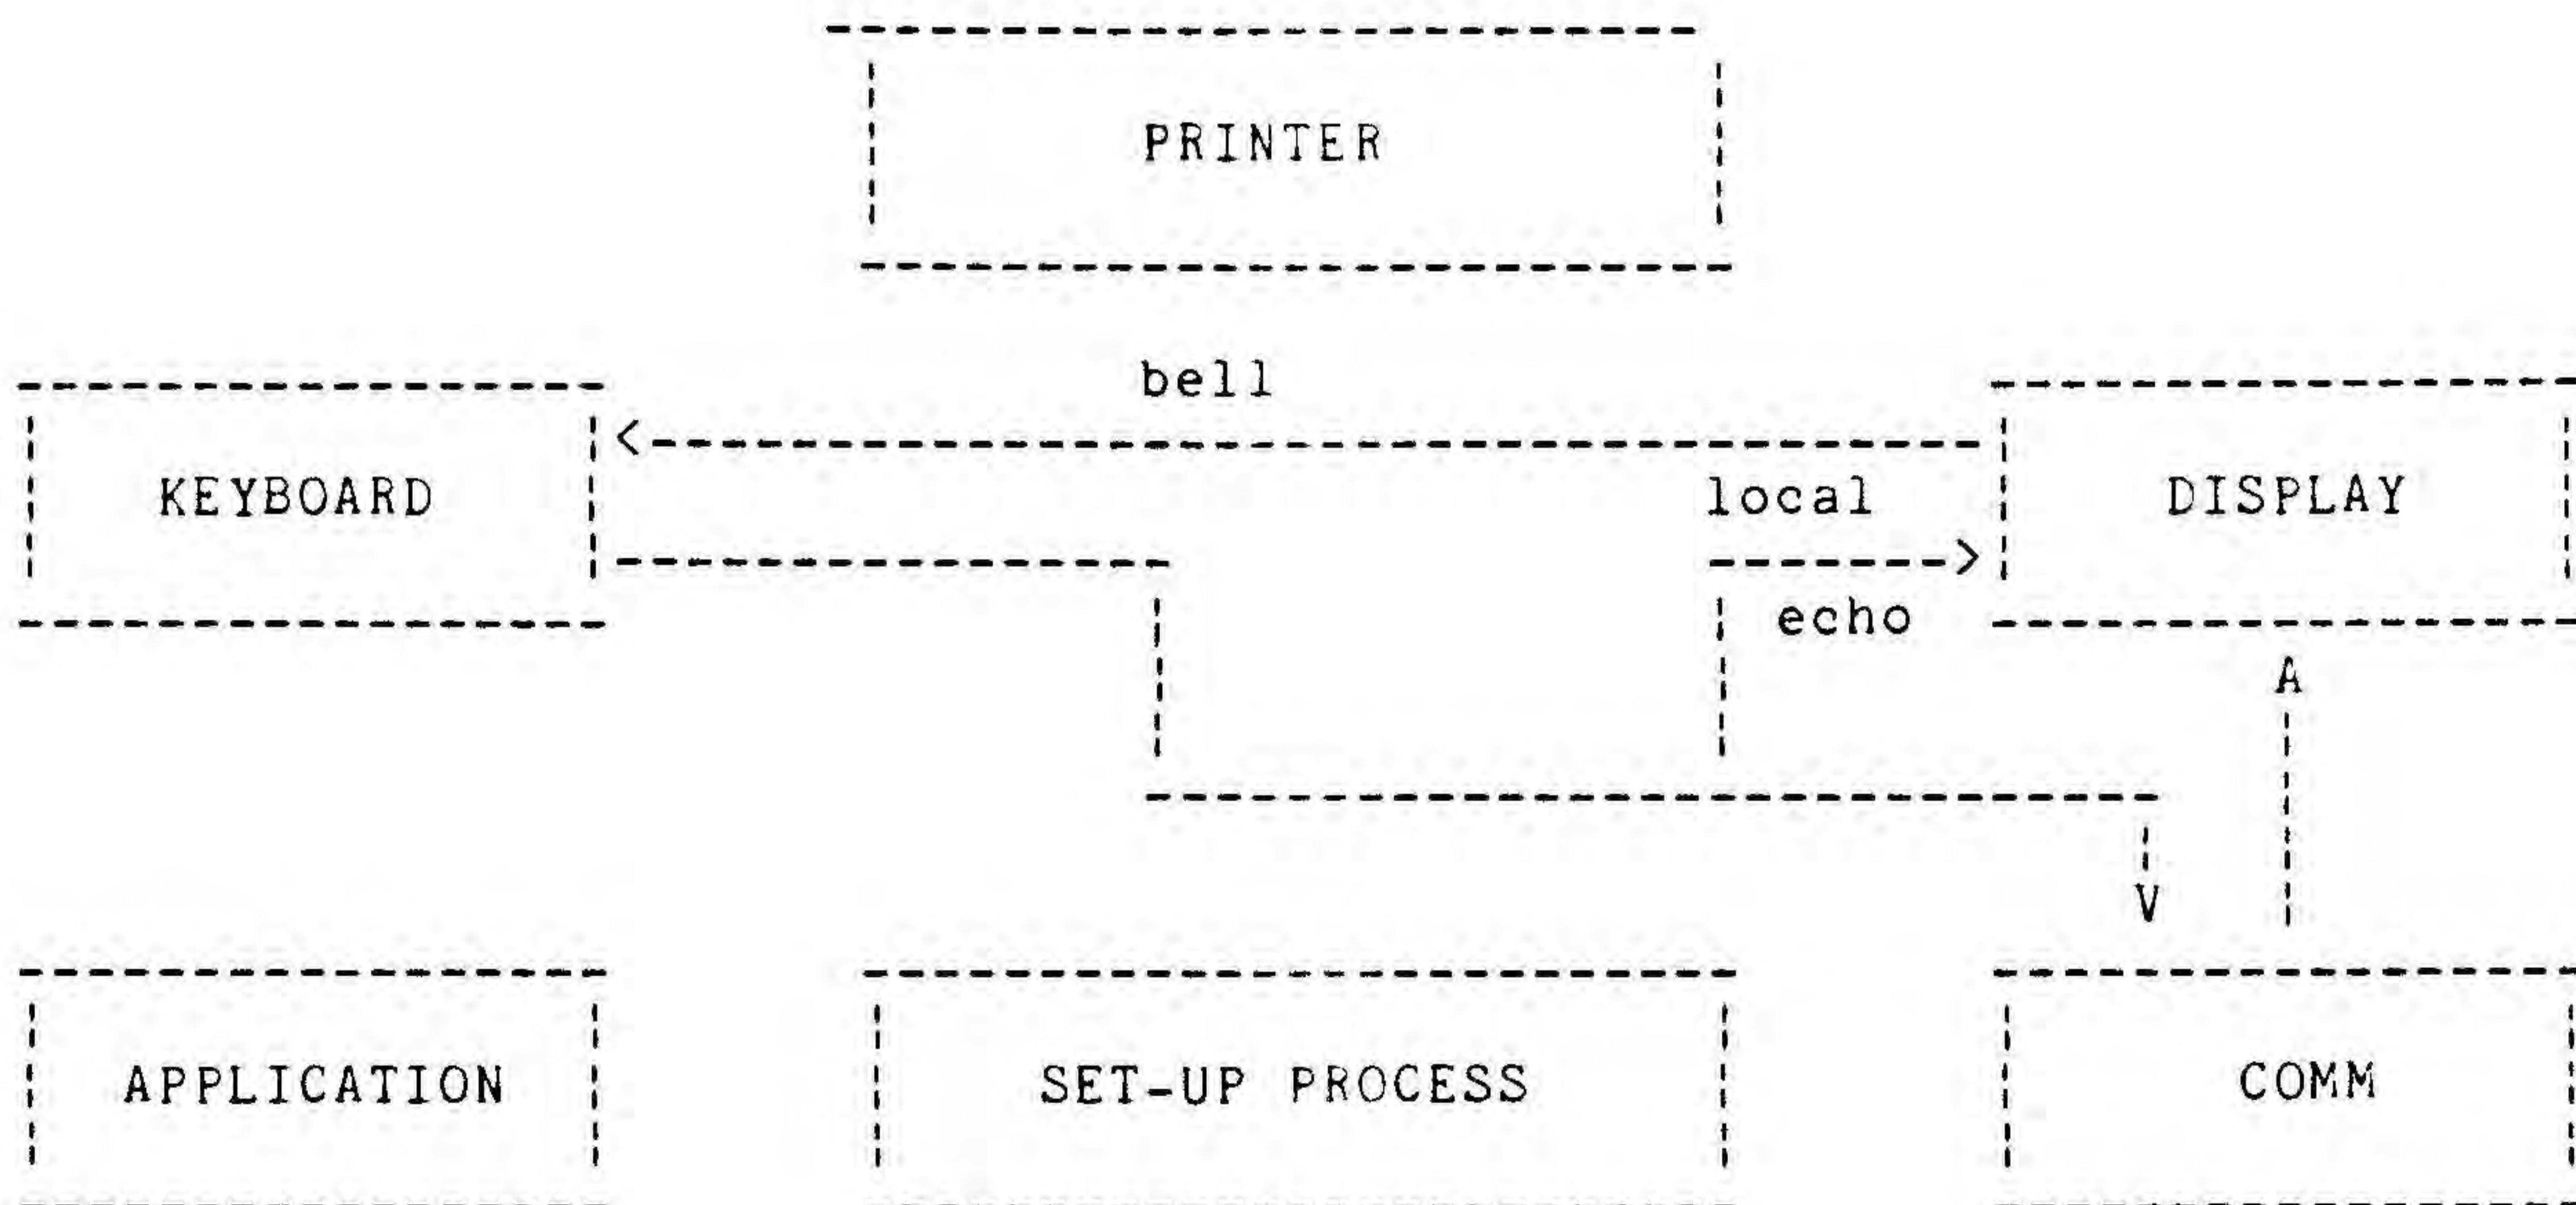 PRINTER
bell
local
KEYBOARD DISPLAY
echo
APPLICATION SET-UP PROCESS COMM